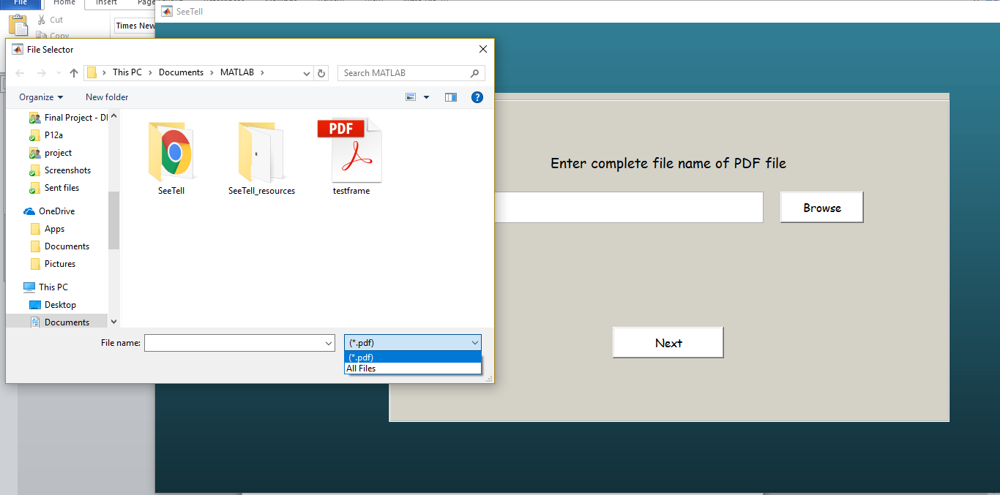 File Home Insert
SeeTell
Cut
Copy
Times New
File Selector
This PC > Documents > MATLAB >
Search MATLAB
Organize New folder
Final Project - D
P12a
project
Screenshots
Sent files
OneDrive
Apps
Documents
Pictures
This PC
Desktop
Documents
SeeTell
SeeTell_resources
PDF
testframe
File name:
(*.pdf)
(*.pdf)
All Files
Enter complete file name of PDF file
Browse
Next